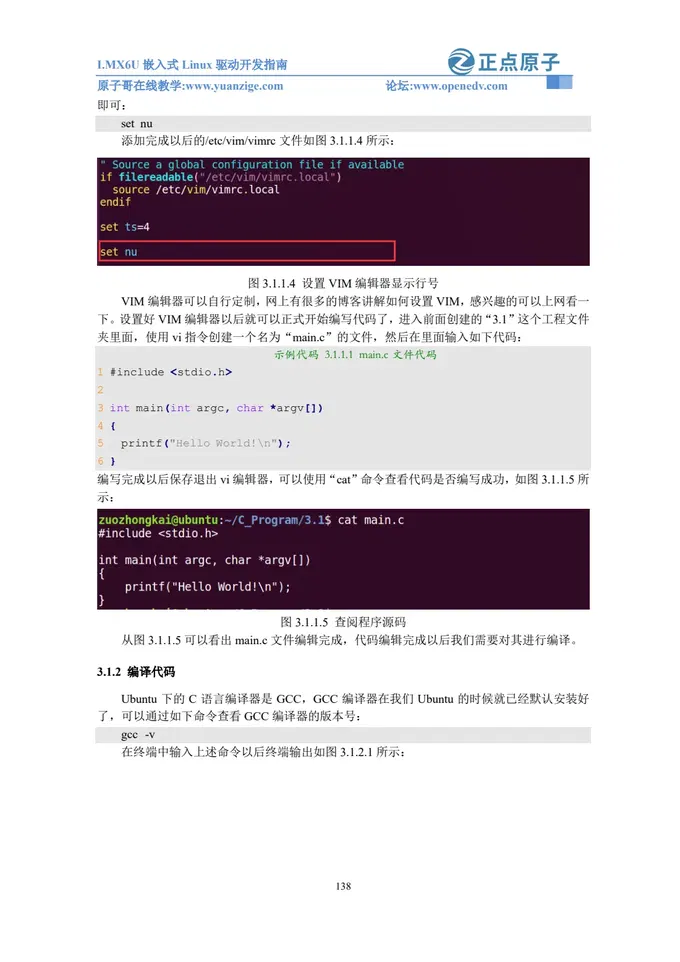 I.MX6U 嵌入式 Linux 驱动开发指南
正点原子
原子哥在线教学:www.yuanzige.com 论坛:www.openedv.com
即可：
set nu
添加完成以后的/etc/vim/vimrc 文件如图 3.1.1.4 所示：
" Source a global configuration file if available
if filereadable("/etc/vim/vimrc.local")
  source /etc/vim/vimrc.local
endif
set ts=4
set nu
图 3.1.1.4 设置 VIM 编辑器显示行号
VIM 编辑器可以自行定制，网上有很多的博客讲解如何设置 VIM，感兴趣的可以上网看一
下。设置好 VIM 编辑器以后就可以正式开始编写代码了，进入前面创建的“3.1”这个工程文件
夹里面，使用 vi 指令创建一个名为“main.c”的文件，然后在里面输入如下代码：
示例代码 3.1.1.1 main.c 文件代码
1 #include <stdio.h>
2
3 int main(int argc, char *argv[])
4 {
5   printf("Hello World!\n");
6 }
编写完成以后保存退出 vi 编辑器，可以使用“cat”命令查看代码是否编写成功，如图 3.1.1.5 所
示：
zuozhongkai@ubuntu:~/C_Program/3.1$ cat main.c
#include <stdio.h>
int main(int argc, char *argv[])
{
    printf("Hello World!\n");
}
图 3.1.1.5 查阅程序源码
从图 3.1.1.5 可以看出 main.c 文件编辑完成，代码编辑完成以后我们需要对其进行编译。
3.1.2 编译代码
Ubuntu 下的 C 语言编译器是 GCC，GCC 编译器在我们 Ubuntu 的时候就已经默认安装好
了，可以通过如下命令查看 GCC 编译器的版本号：
gcc -v
在终端中输入上述命令以后终端输出如图 3.1.2.1 所示：
138